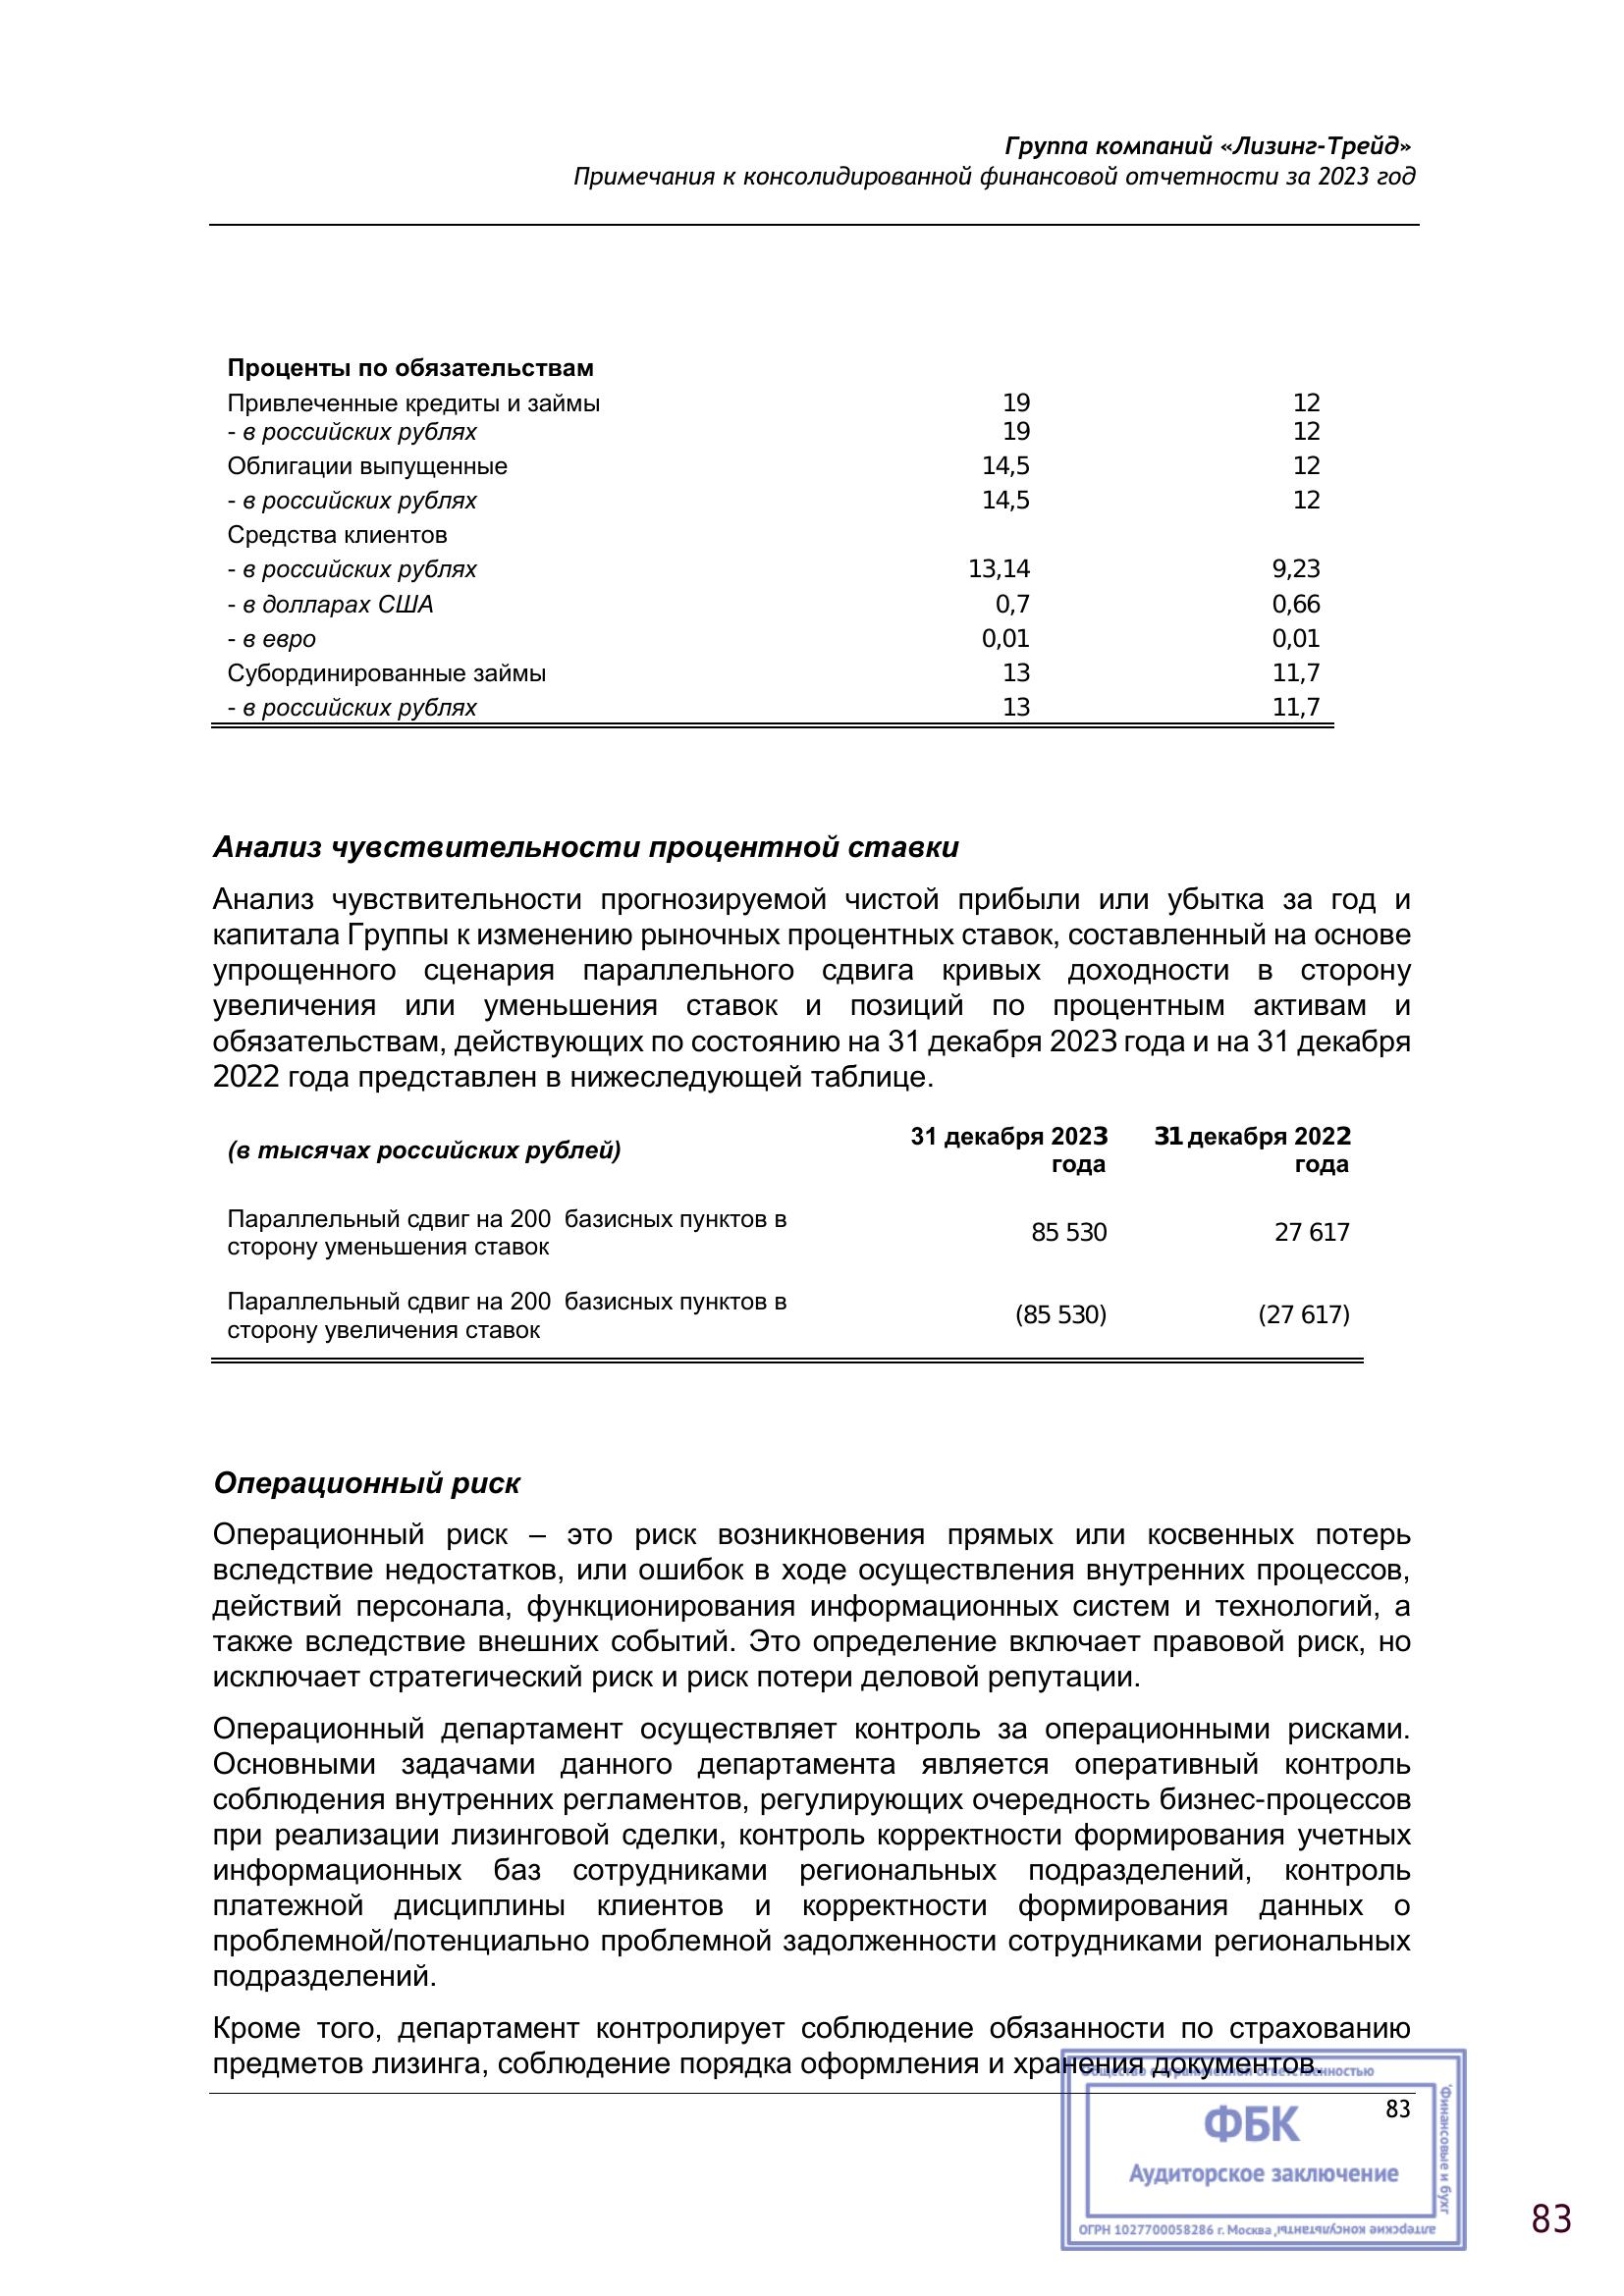 Группа компаний «Лизинг-Трейд»
Примечания к консолидированной финансовой отчетности за 2023 год
Проценты по обязательствам
Привлеченные кредиты и займы 19 12
- в российских рублях 19 12
Облигации выпущенные 14,5 12
- в российских рублях 14,5 12
Средства клиентов
- в российских рублях 13,14 9,23
- в долларах США 0,7 0,66
- в евро 0,01 0,01
Субординированные займы 13 11,7
- в российских рублях 13 11,7
Анализ чувствительности процентной ставки
Анализ чувствительности прогнозируемой чистой прибыли или убытка за год и
капитала Группы к изменению рыночных процентных ставок, составленный на основе
упрощенного сценария параллельного сдвига кривых доходности в сторону
увеличения или уменьшения ставок и позиций по процентным активам и
обязательствам, действующих по состоянию на 31 декабря 2023 года и на 31 декабря
2022 года представлен в нижеследующей таблице.
(в тысячах российских рублей) 31 декабря 2023 года 31 декабря 2022 года
Параллельный сдвиг на 200 базисных пунктов в
сторону уменьшения ставок 85 530 27 617
Параллельный сдвиг на 200 базисных пунктов в
сторону увеличения ставок (85 530) (27 617)
Операционный риск
Операционный риск – это риск возникновения прямых или косвенных потерь
вследствие недостатков, или ошибок в ходе осуществления внутренних процессов,
действий персонала, функционирования информационных систем и технологий, а
также вследствие внешних событий. Это определение включает правовой риск, но
исключает стратегический риск и риск потери деловой репутации.
Операционный департамент осуществляет контроль за операционными рисками.
Основными задачами данного департамента является оперативный контроль
соблюдения внутренних регламентов, регулирующих очередность бизнес-процессов
при реализации лизинговой сделки, контроль корректности формирования учетных
информационных баз сотрудниками региональных подразделений, контроль
платежной дисциплины клиентов и корректности формирования данных о
проблемной/потенциально проблемной задолженности сотрудниками региональных
подразделений.
Кроме того, департамент контролирует соблюдение обязанности по страхованию
предметов лизинга, соблюдение порядка оформления и хранения документов.
83
Общество с ограниченной ответственностью
ФБК
Аудиторское заключение
Финансовые и бухг
алтерские консультанты,
ОГРН 1027700058286 г. Москва
83